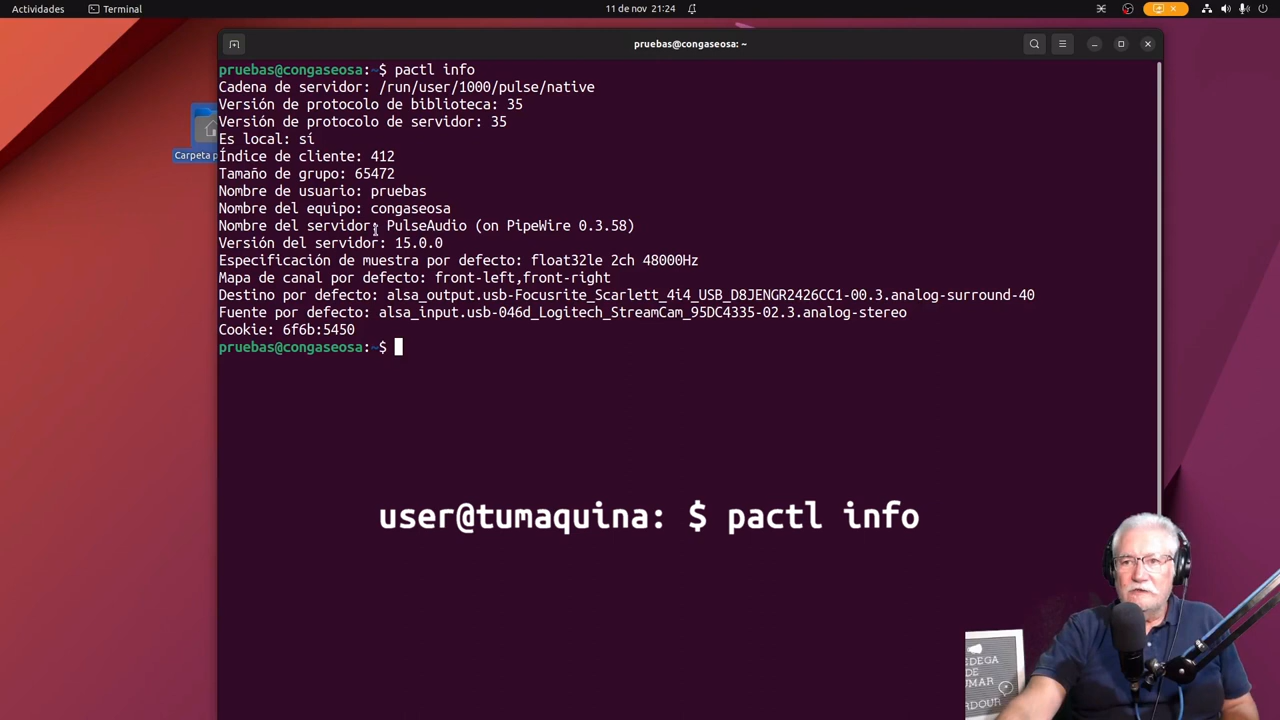 Actividades
Terminal
11 de nov 21:24
pruebas@congaseosa: ~
pruebas@congaseosa:~$ pactl info
Cadena de servidor: /run/user/1000/pulse/native
Versión de protocolo de biblioteca: 35
Versión de protocolo de servidor: 35
Es local: sí
Índice de cliente: 412
Tamaño de grupo: 65472
Nombre de usuario: pruebas
Nombre del equipo: congaseosa
Nombre del servidor: PulseAudio (on PipeWire 0.3.58)
Versión del servidor: 15.0.0
Especificación de muestra por defecto: float32le 2ch 48000Hz
Mapa de canal por defecto: front-left,front-right
Destino por defecto: alsa_output.usb-Focusrite_Scarlett_4i4_USB_D8JENGR2426CC1-00.3.analog-surround-40
Fuente por defecto: alsa_input.usb-046d_Logitech_StreamCam_95DC4335-02.3.analog-stereo
Cookie: 6f6b:5450
pruebas@congaseosa:~$
Carpeta p
user@tumaquina: $ pactl info
EDEGA
DE
UMAR
RDOUR